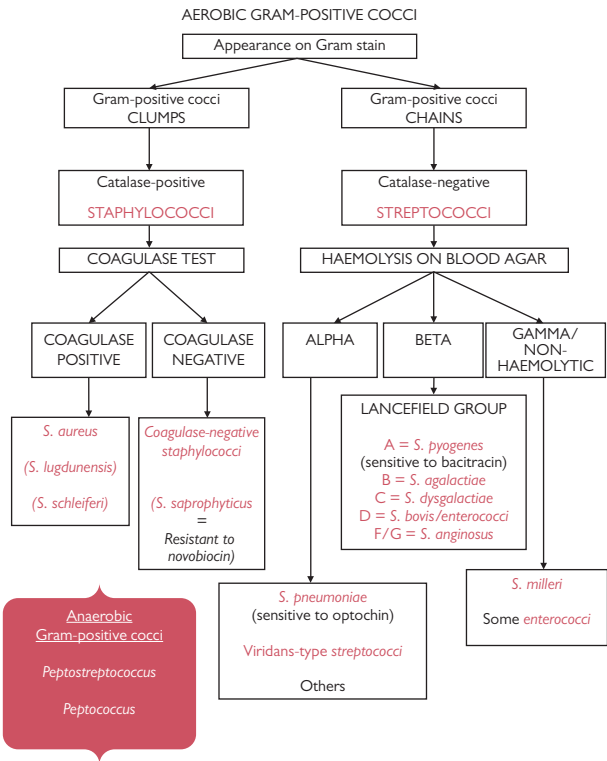 AEROBIC GRAM-POSITIVE COCCI
Appearance on Gram stain
Gram-positive cocci
CLUMPS
Gram-positive cocci
CHAINS
Catalase-positive
STAPHYLOCOCCI
Catalase-negative
STREPTOCOCCI
COAGULASE TEST
HAEMOLYSIS ON BLOOD AGAR
COAGULASE
POSITIVE
COAGULASE
NEGATIVE
ALPHA
BETA
GAMMA/
NON-
HAEMOLYTIC
S. aureus
(S. lugdunensis)
(S. schleiferi)
Coagulase-negative
staphylococci
(S. saprophyticus
=
Resistant to
novobiocin)
LANCEFIELD GROUP
A = S. pyogenes
(sensitive to bacitracin)
B = S. agalactiae
C = S. dysgalactiae
D = S. bovis/enterococci
F/G = S. anginosus
S. pneumoniae
(sensitive to optochin)
Viridans-type streptococci
Others
S. milleri
Some enterococci
Anaerobic
Gram-positive cocci
Peptostreptococcus
Peptococcus